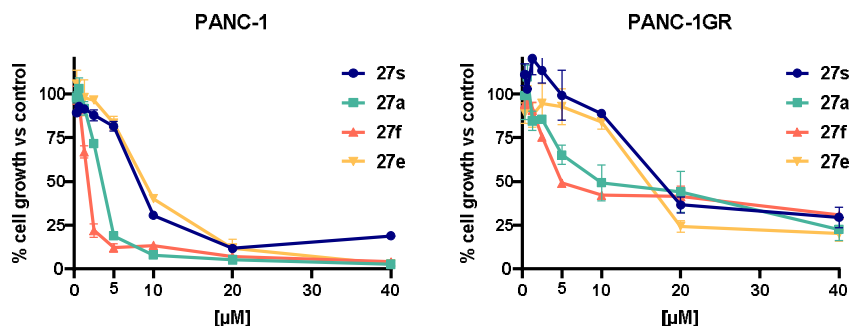 PANC-1
% cell growth vs control
100
75
50
25
0
0 5 10 20 30 40
[µM]
27s
27a
27f
27e
PANC-1GR
% cell growth vs control
100
75
50
25
0
0 5 10 20 30 40
[µM]
27s
27a
27f
27e